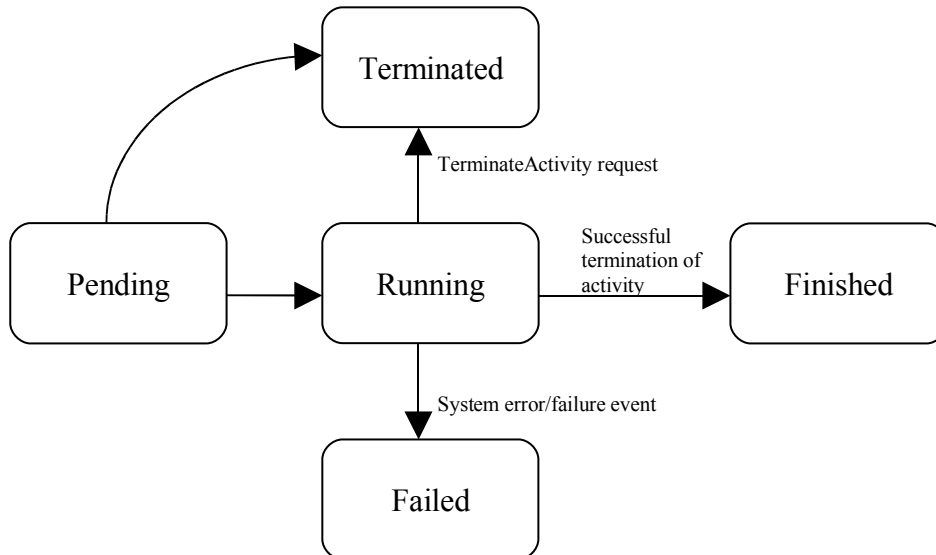 Terminated
TerminateActivity request
Pending
Running
Successful
termination of
activity
Finished
System error/failure event
Failed